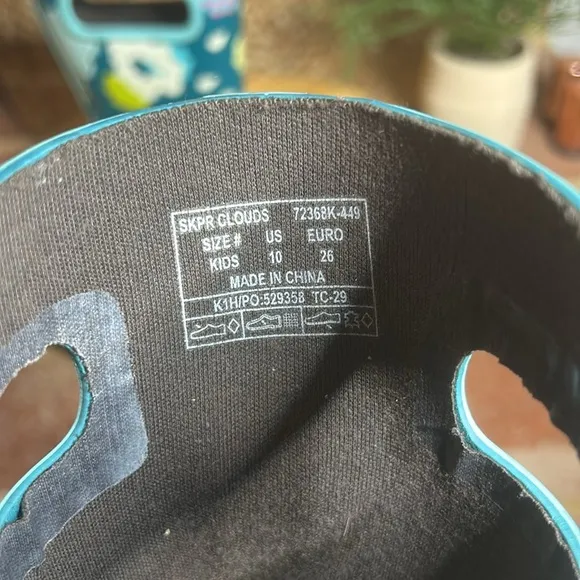 SKPR CLOUDS 72368K-449
SIZE # US EURO
KIDS 10 26
MADE IN CHINA
K1H/PO:529358 TC-29